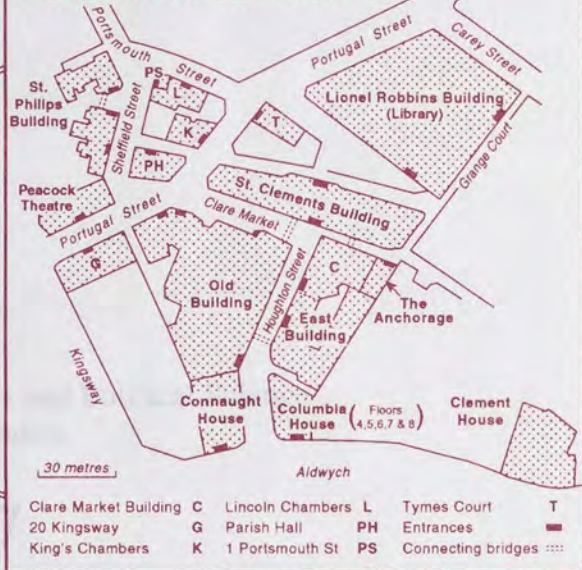 Portsmouth
Street
Portugal Street
Carey Street
St.
Philips
Building
PS
L
Sheffield Street
K
T
Lionel Robbins Building
(Library)
PH
Grange Court
Peacock
Theatre
St. Clements Building
Clare Market
Portugal Street
G
Old
Building
Houghton Street
C
The
Anchorage
East
Building
Kingsway
Connaught
House
Columbia
House
(Floors
4,5,6,7 & 8)
Clement
House
30 metres
Aldwych
Clare Market Building C Lincoln Chambers L Tymes Court T
20 Kingsway G Parish Hall PH Entrances
King's Chambers K 1 Portsmouth St PS Connecting bridges